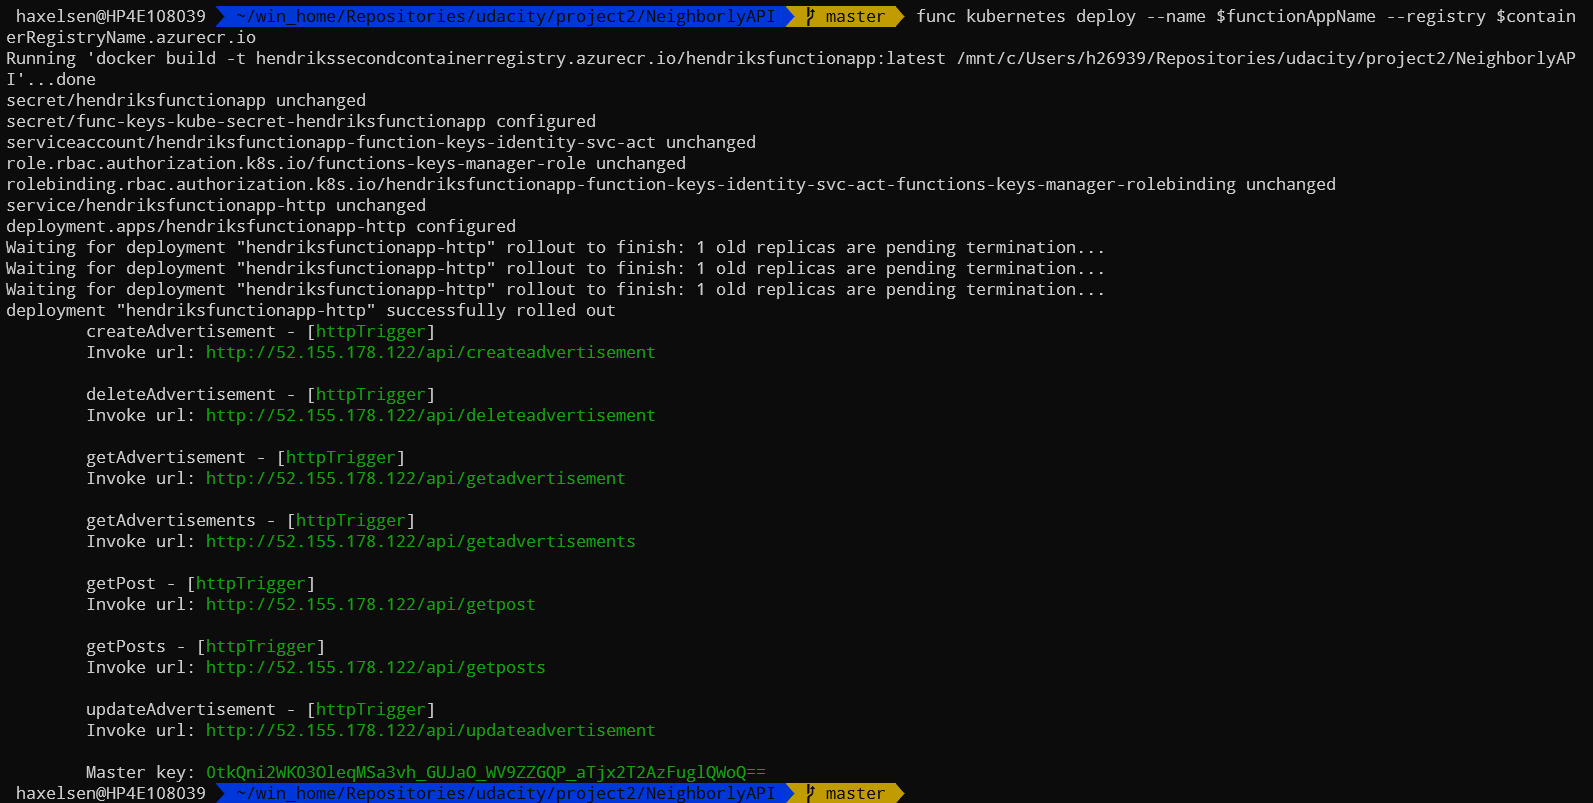 haxelsen@HP4E108039 ~/win_home/Repositories/udacity/project2/NeighborlyAPI master func kubernetes deploy --name $functionAppName --registry $contain
erRegistryName.azurecr.io
Running 'docker build -t hendrikssecondcontainerregistry.azurecr.io/hendriksfunctionapp:latest /mnt/c/Users/h26939/Repositories/udacity/project2/NeighborlyAP
I'...done
secret/hendriksfunctionapp unchanged
secret/func-keys-kube-secret-hendriksfunctionapp configured
serviceaccount/hendriksfunctionapp-function-keys-identity-svc-act unchanged
role.rbac.authorization.k8s.io/functions-keys-manager-role unchanged
rolebinding.rbac.authorization.k8s.io/hendriksfunctionapp-function-keys-identity-svc-act-functions-keys-manager-rolebinding unchanged
service/hendriksfunctionapp-http unchanged
deployment.apps/hendriksfunctionapp-http configured
Waiting for deployment "hendriksfunctionapp-http" rollout to finish: 1 old replicas are pending termination...
Waiting for deployment "hendriksfunctionapp-http" rollout to finish: 1 old replicas are pending termination...
Waiting for deployment "hendriksfunctionapp-http" rollout to finish: 1 old replicas are pending termination...
deployment "hendriksfunctionapp-http" successfully rolled out
createAdvertisement - [httpTrigger]
Invoke url: http://52.155.178.122/api/createadvertisement
deleteAdvertisement - [httpTrigger]
Invoke url: http://52.155.178.122/api/deleteadvertisement
getAdvertisement - [httpTrigger]
Invoke url: http://52.155.178.122/api/getadvertisement
getAdvertisements - [httpTrigger]
Invoke url: http://52.155.178.122/api/getadvertisements
getPost - [httpTrigger]
Invoke url: http://52.155.178.122/api/getpost
getPosts - [httpTrigger]
Invoke url: http://52.155.178.122/api/getposts
updateAdvertisement - [httpTrigger]
Invoke url: http://52.155.178.122/api/updateadvertisement
Master key: 0tkQni2WK03OleqMSa3vh_GUJaO_WV9ZZGQP_aTjx2T2AzFuglQWoQ==
haxelsen@HP4E108039 ~/win_home/Repositories/udacity/project2/NeighborlyAPI master